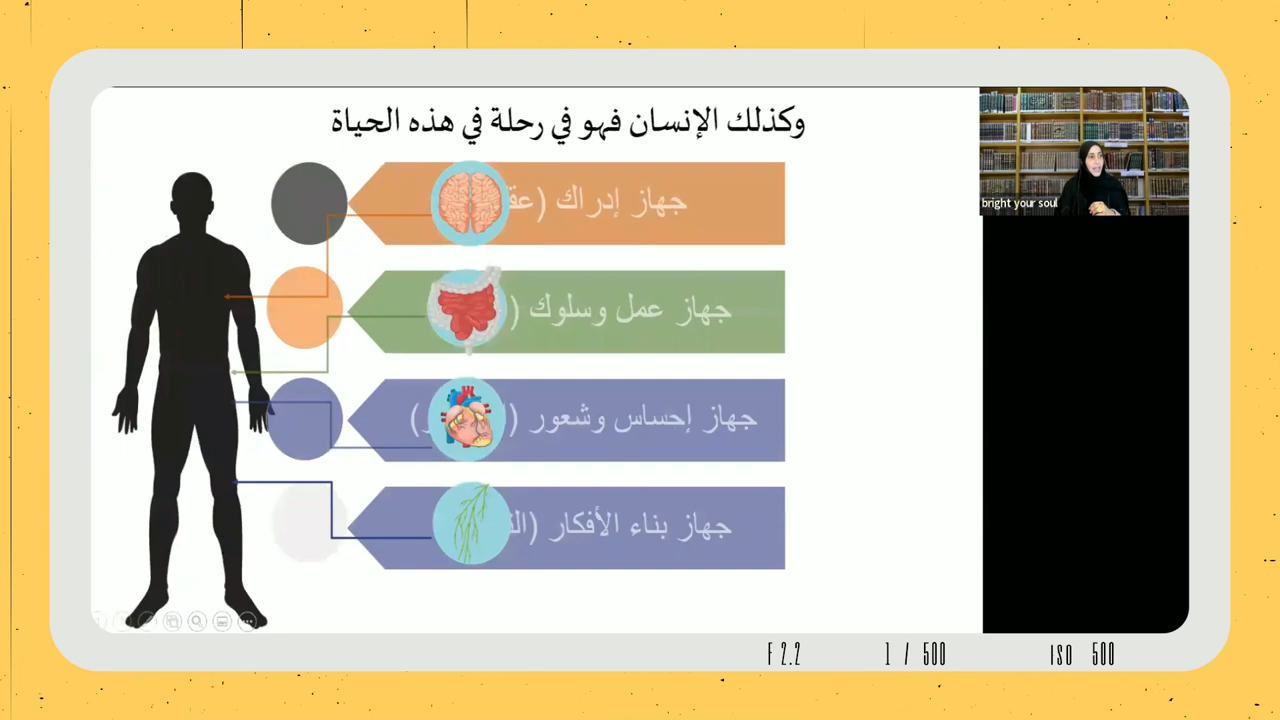 وكذلك الإنسان فهو في رحلة في هذه الحياة
جهاز إدراك
جهاز عمل وسلوك (
جهاز إحساس وشعور (
جهاز بناء الأفكار
bright your soul
F 2.2
1 / 500
ISO 500